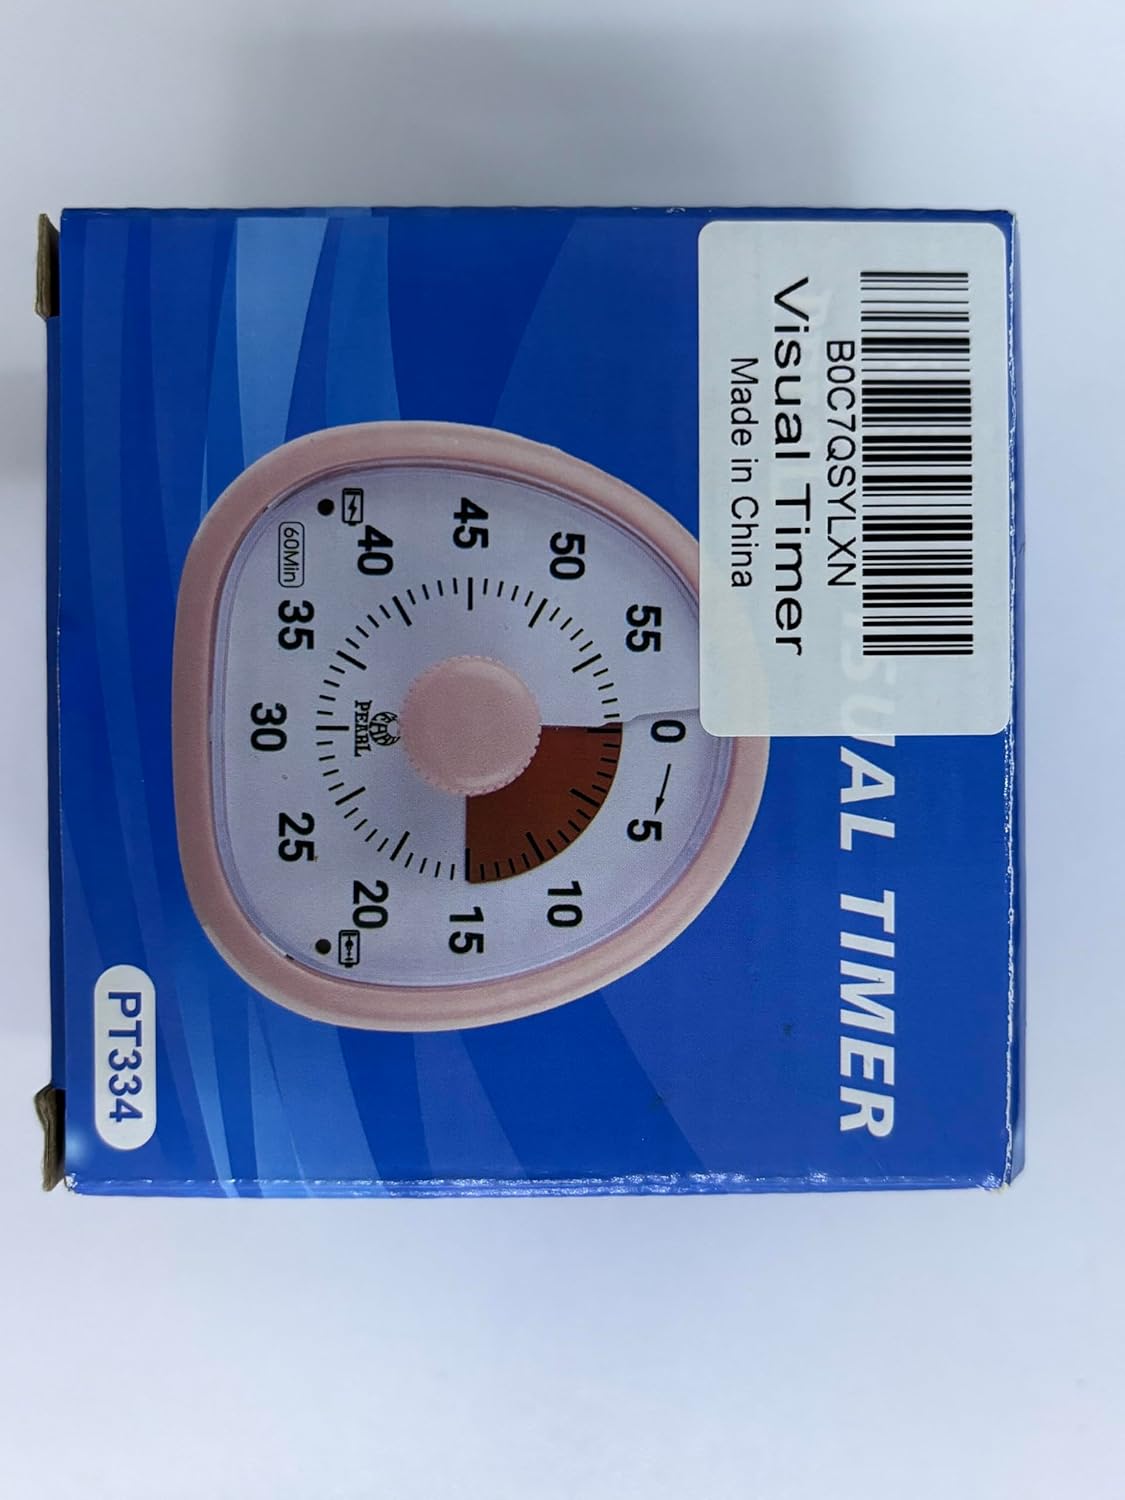 B0C7QSYLXN
Visual Timer
Made in China
SUAL TIMER
0
5
10
15
20
25
30
35
40
45
50
55
60Min
PEARL
PT334